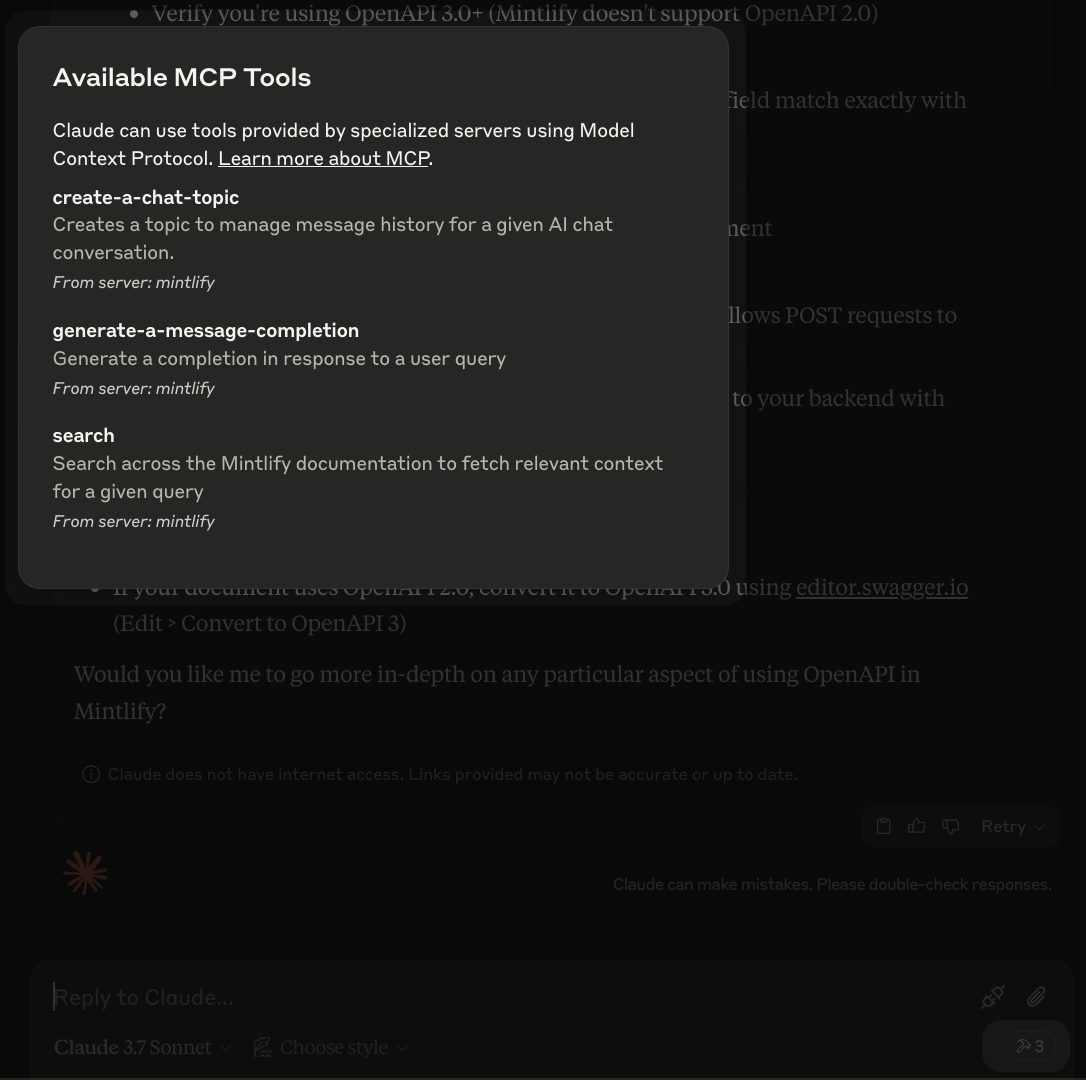 Verify you're using OpenAPI 3.0+ (Mintlify doesn't support OpenAPI 2.0)
Available MCP Tools
Claude can use tools provided by specialized servers using Model
Context Protocol. Learn more about MCP.
create-a-chat-topic
Creates a topic to manage message history for a given AI chat
conversation.
From server: mintlify
generate-a-message-completion
Generate a completion in response to a user query
From server: mintlify
search
Search across the Mintlify documentation to fetch relevant context
for a given query
From server: mintlify
field match exactly with
llows POST requests to
to your backend with
If your document uses OpenAPI 2.0, convert it to OpenAPI 3.0 using editor.swagger.io
(Edit > Convert to OpenAPI 3)
Would you like me to go more in-depth on any particular aspect of using OpenAPI in
Mintlify?
Claude does not have internet access. Links provided may not be accurate or up to date.
Retry
Claude can make mistakes. Please double-check responses.
Reply to Claude...
Claude 3.7 Sonnet
Choose style
3